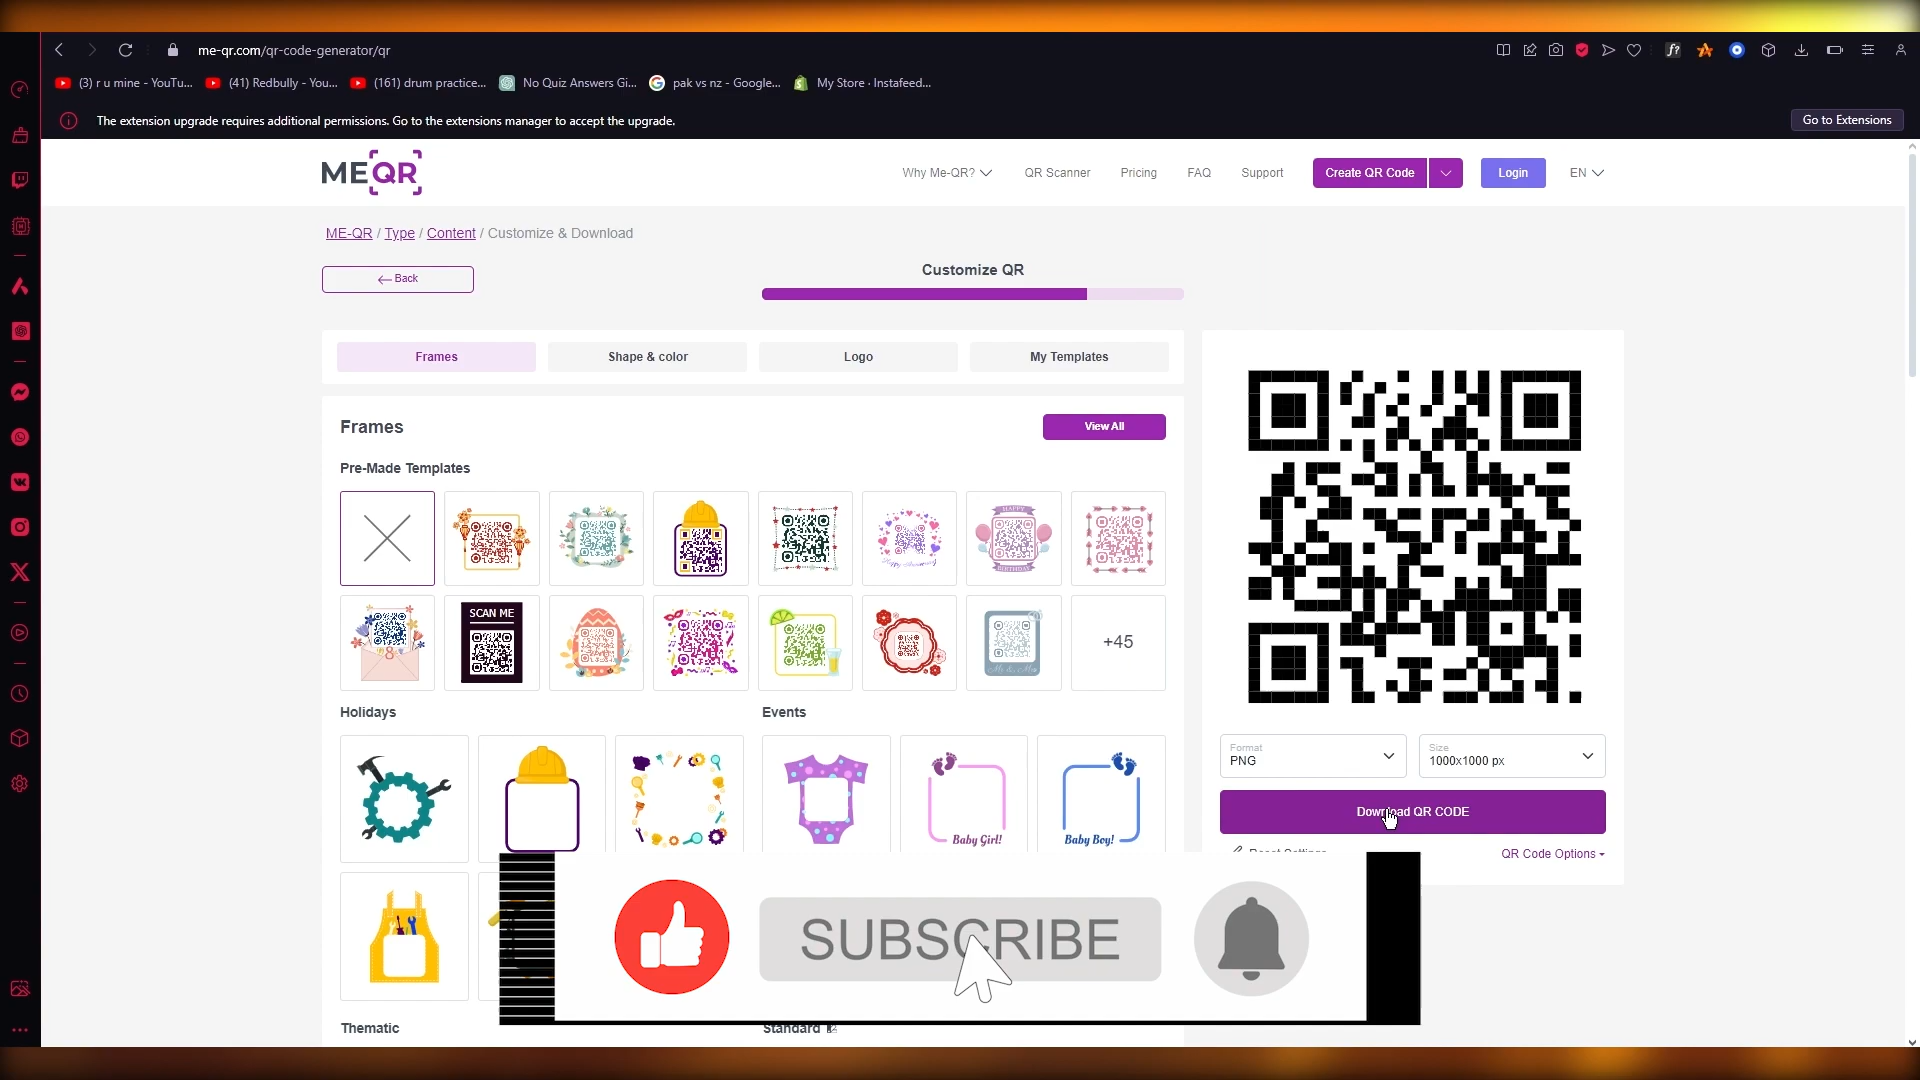 me-qr.com/qr-code-generator/qr
(3) r u mine - YouTu...
(41) Redbully - You...
(161) drum practice...
No Quiz Answers Gi...
pak vs nz - Google...
My Store · Instafeed...
The extension upgrade requires additional permissions. Go to the extensions manager to accept the upgrade.
Go to Extensions
MEQR
Why Me-QR?
QR Scanner
Pricing
FAQ
Support
Create QR Code
Login
EN
ME-QR / Type / Content / Customize & Download
Back
Customize QR
Frames
Shape & color
Logo
My Templates
Frames
View All
Pre-Made Templates
HAPPY
BIRTHDAY
8
SCAN ME
+45
Holidays
Events
Baby Girl!
Baby Boy!
Format
PNG
Size
1000x1000 px
Download QR CODE
Reset Settings
QR Code Options
SUBSCRIBE
Thematic
Standard